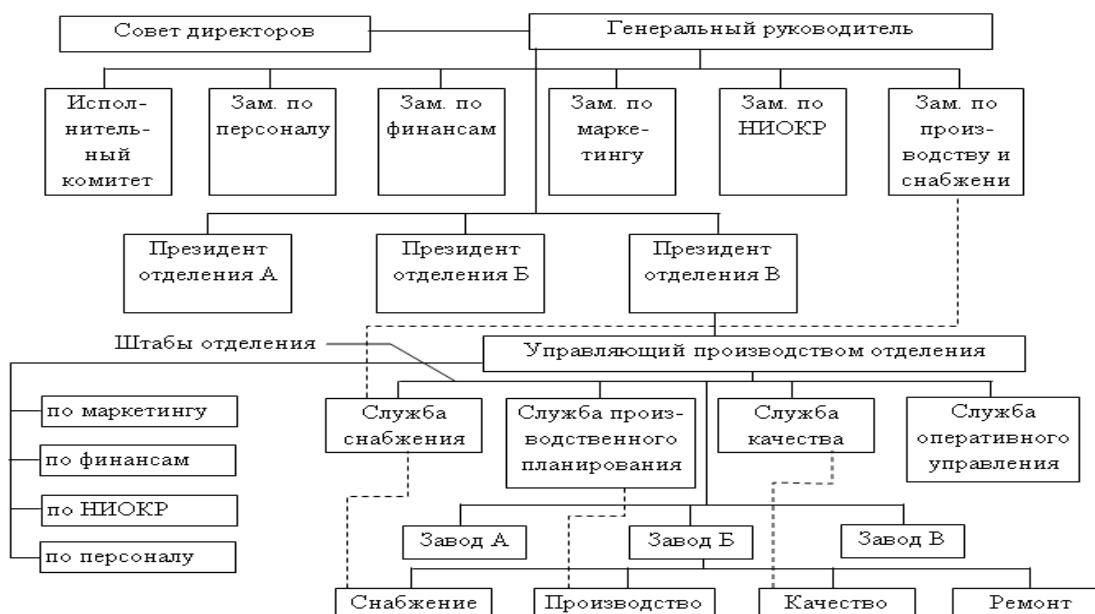 Совет директоров
Генеральный руководитель
Испол-
нитель-
ный
комитет
Зам. по
персоналу
Зам. по
финансам
Зам. по
марке-
тингу
Зам. по
НИОКР
Зам. по
произ-
водству и
снабжени
Президент
отделения А
Президент
отделения Б
Президент
отделения В
Штабы отделения
Управляющий производством отделения
по маркетингу
по финансам
по НИОКР
по персоналу
Служба
снабжения
Служба произ-
водственного
планирования
Служба
качества
Служба
оперативного
управления
Завод А
Завод Б
Завод В
Снабжение
Производство
Качество
Ремонт